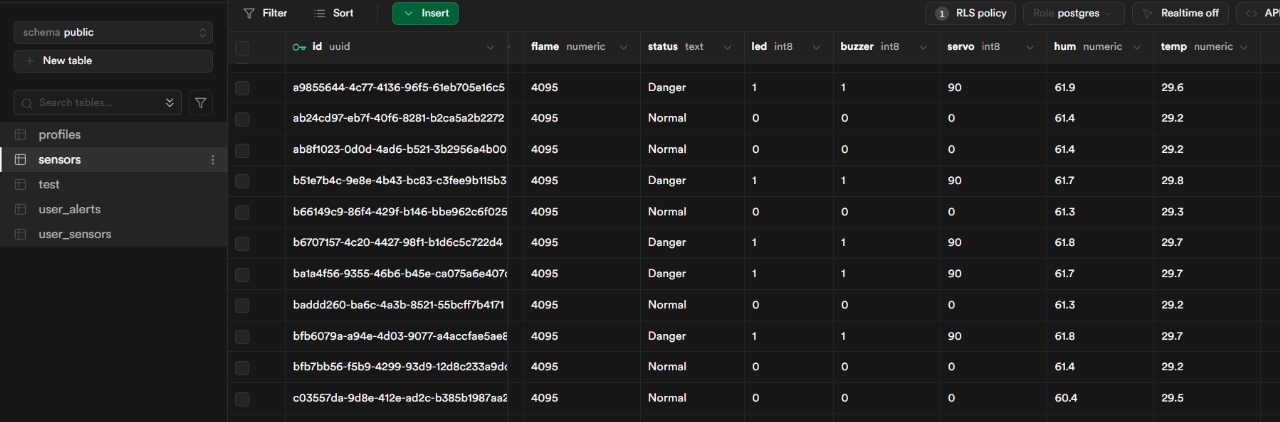 schema public
Filter Sort Insert 1 RLS policy Role postgres Realtime off API
New table
id uuid flame numeric status text led int8 buzzer int8 servo int8 hum numeric temp numeric
Search tables...
profiles
sensors
test
user_alerts
user_sensors
a9855644-4c77-4136-96f5-61eb705e16c5 4095 Danger 1 1 90 61.9 29.6
ab24cd97-eb7f-40f6-8281-b2ca5a2b2272 4095 Normal 0 0 0 61.4 29.2
ab8f1023-0d0d-4ad6-b521-3b2956a4b00 4095 Normal 0 0 0 61.4 29.2
b51e7b4c-9e8e-4b43-bc83-c3fee9b115b3 4095 Danger 1 1 90 61.7 29.8
b66149c9-86f4-429f-b146-bbe962c6f025 4095 Normal 0 0 0 61.3 29.3
b6707157-4c20-4427-98f1-b1d6c5c722d4 4095 Danger 1 1 90 61.8 29.7
ba1a4f56-9355-46b6-b45e-ca075a6e407c 4095 Danger 1 1 90 61.7 29.7
baddd260-ba6c-4a3b-8521-55bcff7b4171 4095 Normal 0 0 0 61.3 29.2
bfb6079a-a94e-4d03-9077-a4accfae5ae8 4095 Danger 1 1 90 61.8 29.7
bfb7bb56-f5b9-4299-93d9-12d8c233a9dc 4095 Normal 0 0 0 61.4 29.2
c03557da-9d8e-412e-ad2c-b385b1987aa2 4095 Normal 0 0 0 60.4 29.5